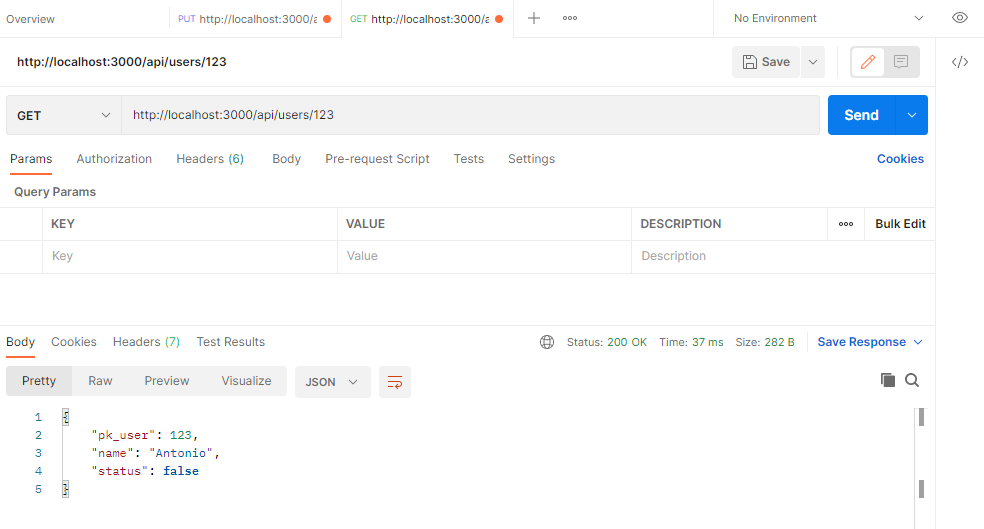 Overview PUT http://localhost:3000/a GET http://localhost:3000/a No Environment
http://localhost:3000/api/users/123 Save
GET http://localhost:3000/api/users/123 Send
Params Authorization Headers (6) Body Pre-request Script Tests Settings Cookies
Query Params
KEY VALUE DESCRIPTION Bulk Edit
Key Value Description
Body Cookies Headers (7) Test Results Status: 200 OK Time: 37 ms Size: 282 B Save Response
Pretty Raw Preview Visualize JSON
1 {
2 "pk_user": 123,
3 "name": "Antonio",
4 "status": false
5 }